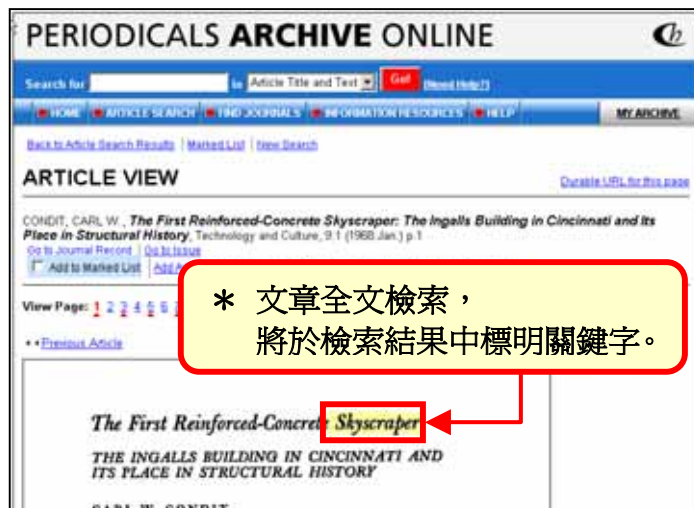 PERIODICALS ARCHIVE ONLINE
Search for in Article Title and Text Go! (Need Help?)
HOME ARTICLE SEARCH FIND JOURNALS INFORMATION RESOURCES HELP MY ARCHIVE
Back to Article Search Results | Marked List | New Search
ARTICLE VIEW
Durable URL for this page
CONDIT, CARL W., The First Reinforced-Concrete Skyscraper: The Ingalls Building in Cincinnati and Its
Place in Structural History, Technology and Culture, 9:1 (1968:Jan.) p.1
Go to Journal Record | Go to Issue
Add to Marked List
View Page: 1 2 3 4 5 6
＊ 文章全文檢索，
將於檢索結果中標明關鍵字。
Previous Article
The First Reinforced-Concrete Skyscraper
THE INGALLS BUILDING IN CINCINNATI AND
ITS PLACE IN STRUCTURAL HISTORY
CARL W. CONDIT